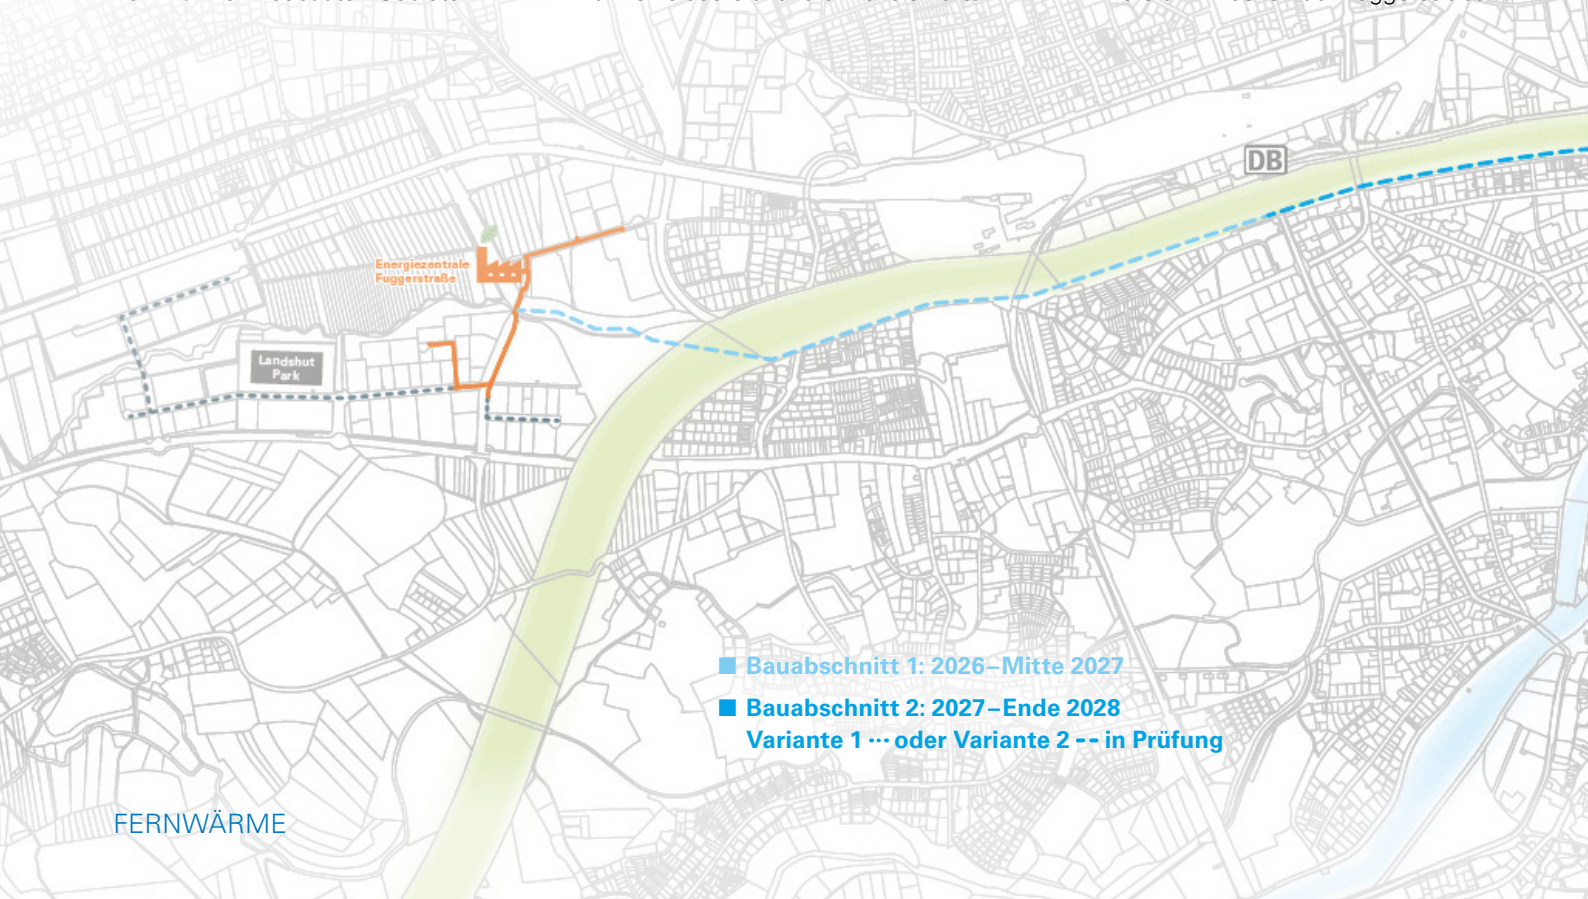 DB
Energiezentrale
Fuggerstraße
Landshut
Park
Bauabschnitt 1: 2026–Mitte 2027
Bauabschnitt 2: 2027–Ende 2028
Variante 1 ··· oder Variante 2 -- in Prüfung
FERNWÄRME